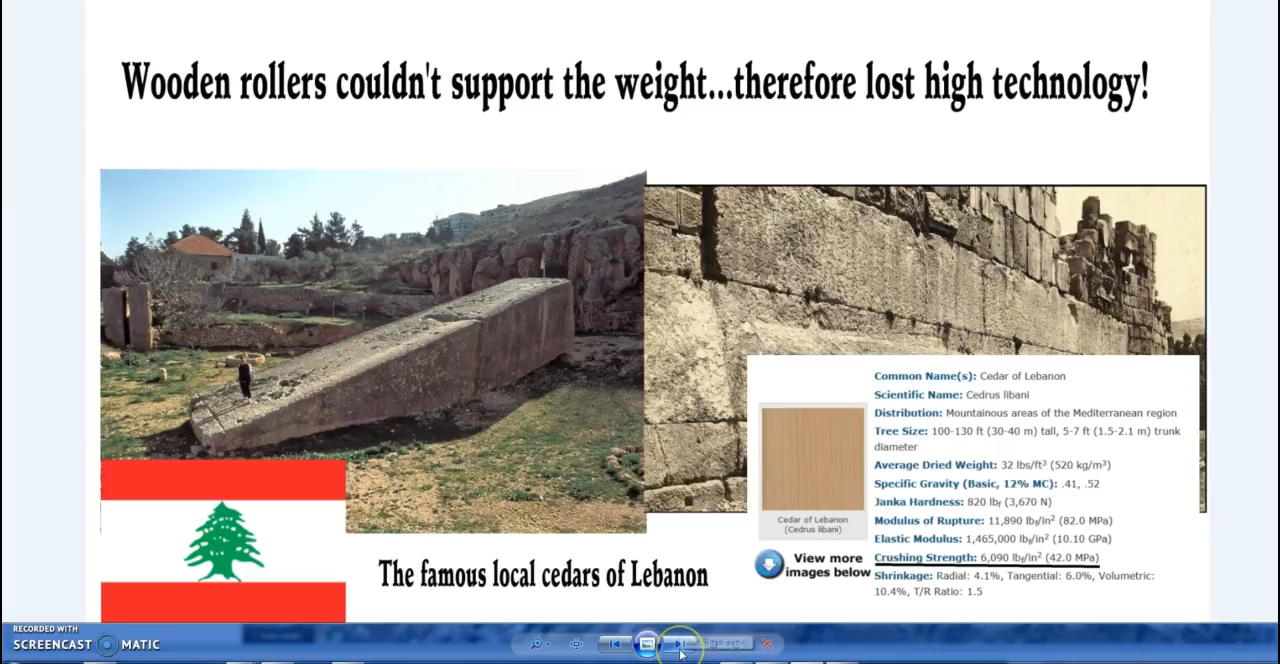 Wooden rollers couldn't support the weight...therefore lost high technology!
Common Name(s): Cedar of Lebanon
Scientific Name: Cedrus libani
Distribution: Mountainous areas of the Mediterranean region
Tree Size: 100-130 ft (30-40 m) tall, 5-7 ft (1.5-2.1 m) trunk
diameter
Average Dried Weight: 32 lbs/ft³ (520 kg/m³)
Specific Gravity (Basic, 12% MC): .41, .52
Janka Hardness: 820 lbf (3,670 N)
Modulus of Rupture: 11,890 lbf/in² (82.0 MPa)
Elastic Modulus: 1,465,000 lbf/in² (10.10 GPa)
Crushing Strength: 6,090 lbf/in² (42.0 MPa)
Shrinkage: Radial: 4.1%, Tangential: 6.0%, Volumetric:
10.4%, T/R Ratio: 1.5
Cedar of Lebanon
(Cedrus libani)
View more
images below
The famous local cedars of Lebanon
RECORDED WITH
SCREENCAST MATIC